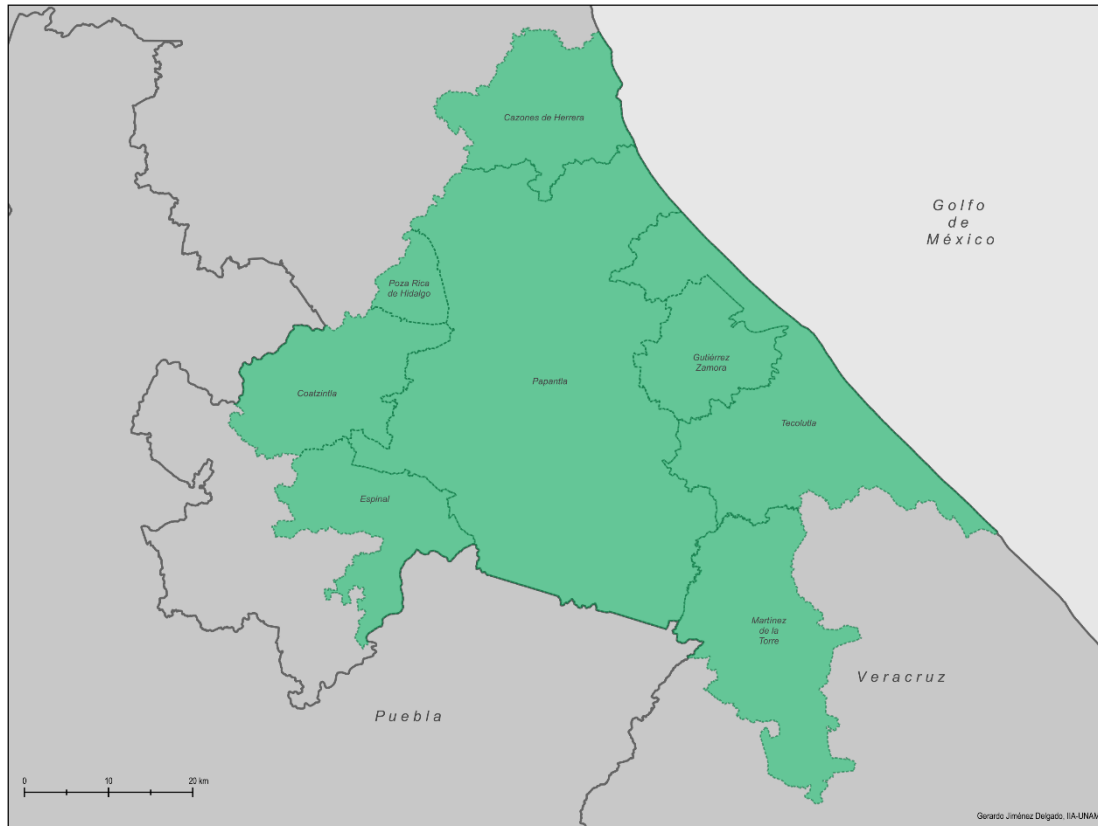 Cazones de Herrera
Golfo
de
México
Poza Rica
de Hidalgo
Gutiérrez
Zamora
Coatzintla
Papantla
Tecolutla
Espinal
Martínez
de la
Torre
Veracruz
Puebla
0 10 20 km
Gerardo Jiménez Delgado, IIA-UNAM